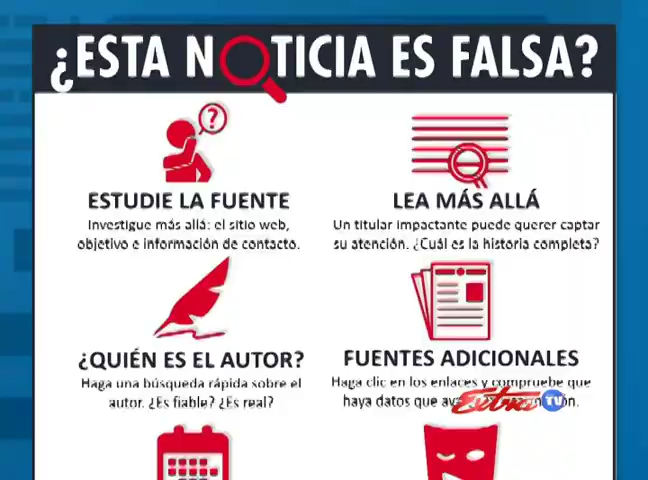 ¿ESTA NOTICIA ES FALSA?
?
ESTUDIE LA FUENTE
Investigue más allá: el sitio web,
objetivo e información de contacto.
LEA MÁS ALLÁ
Un titular impactante puede querer captar
su atención. ¿Cuál es la historia completa?
¿QUIÉN ES EL AUTOR?
Haga una búsqueda rápida sobre el
autor. ¿Es fiable? ¿Es real?
FUENTES ADICIONALES
Haga clic en los enlaces y compruebe que
haya datos que
Extra TV